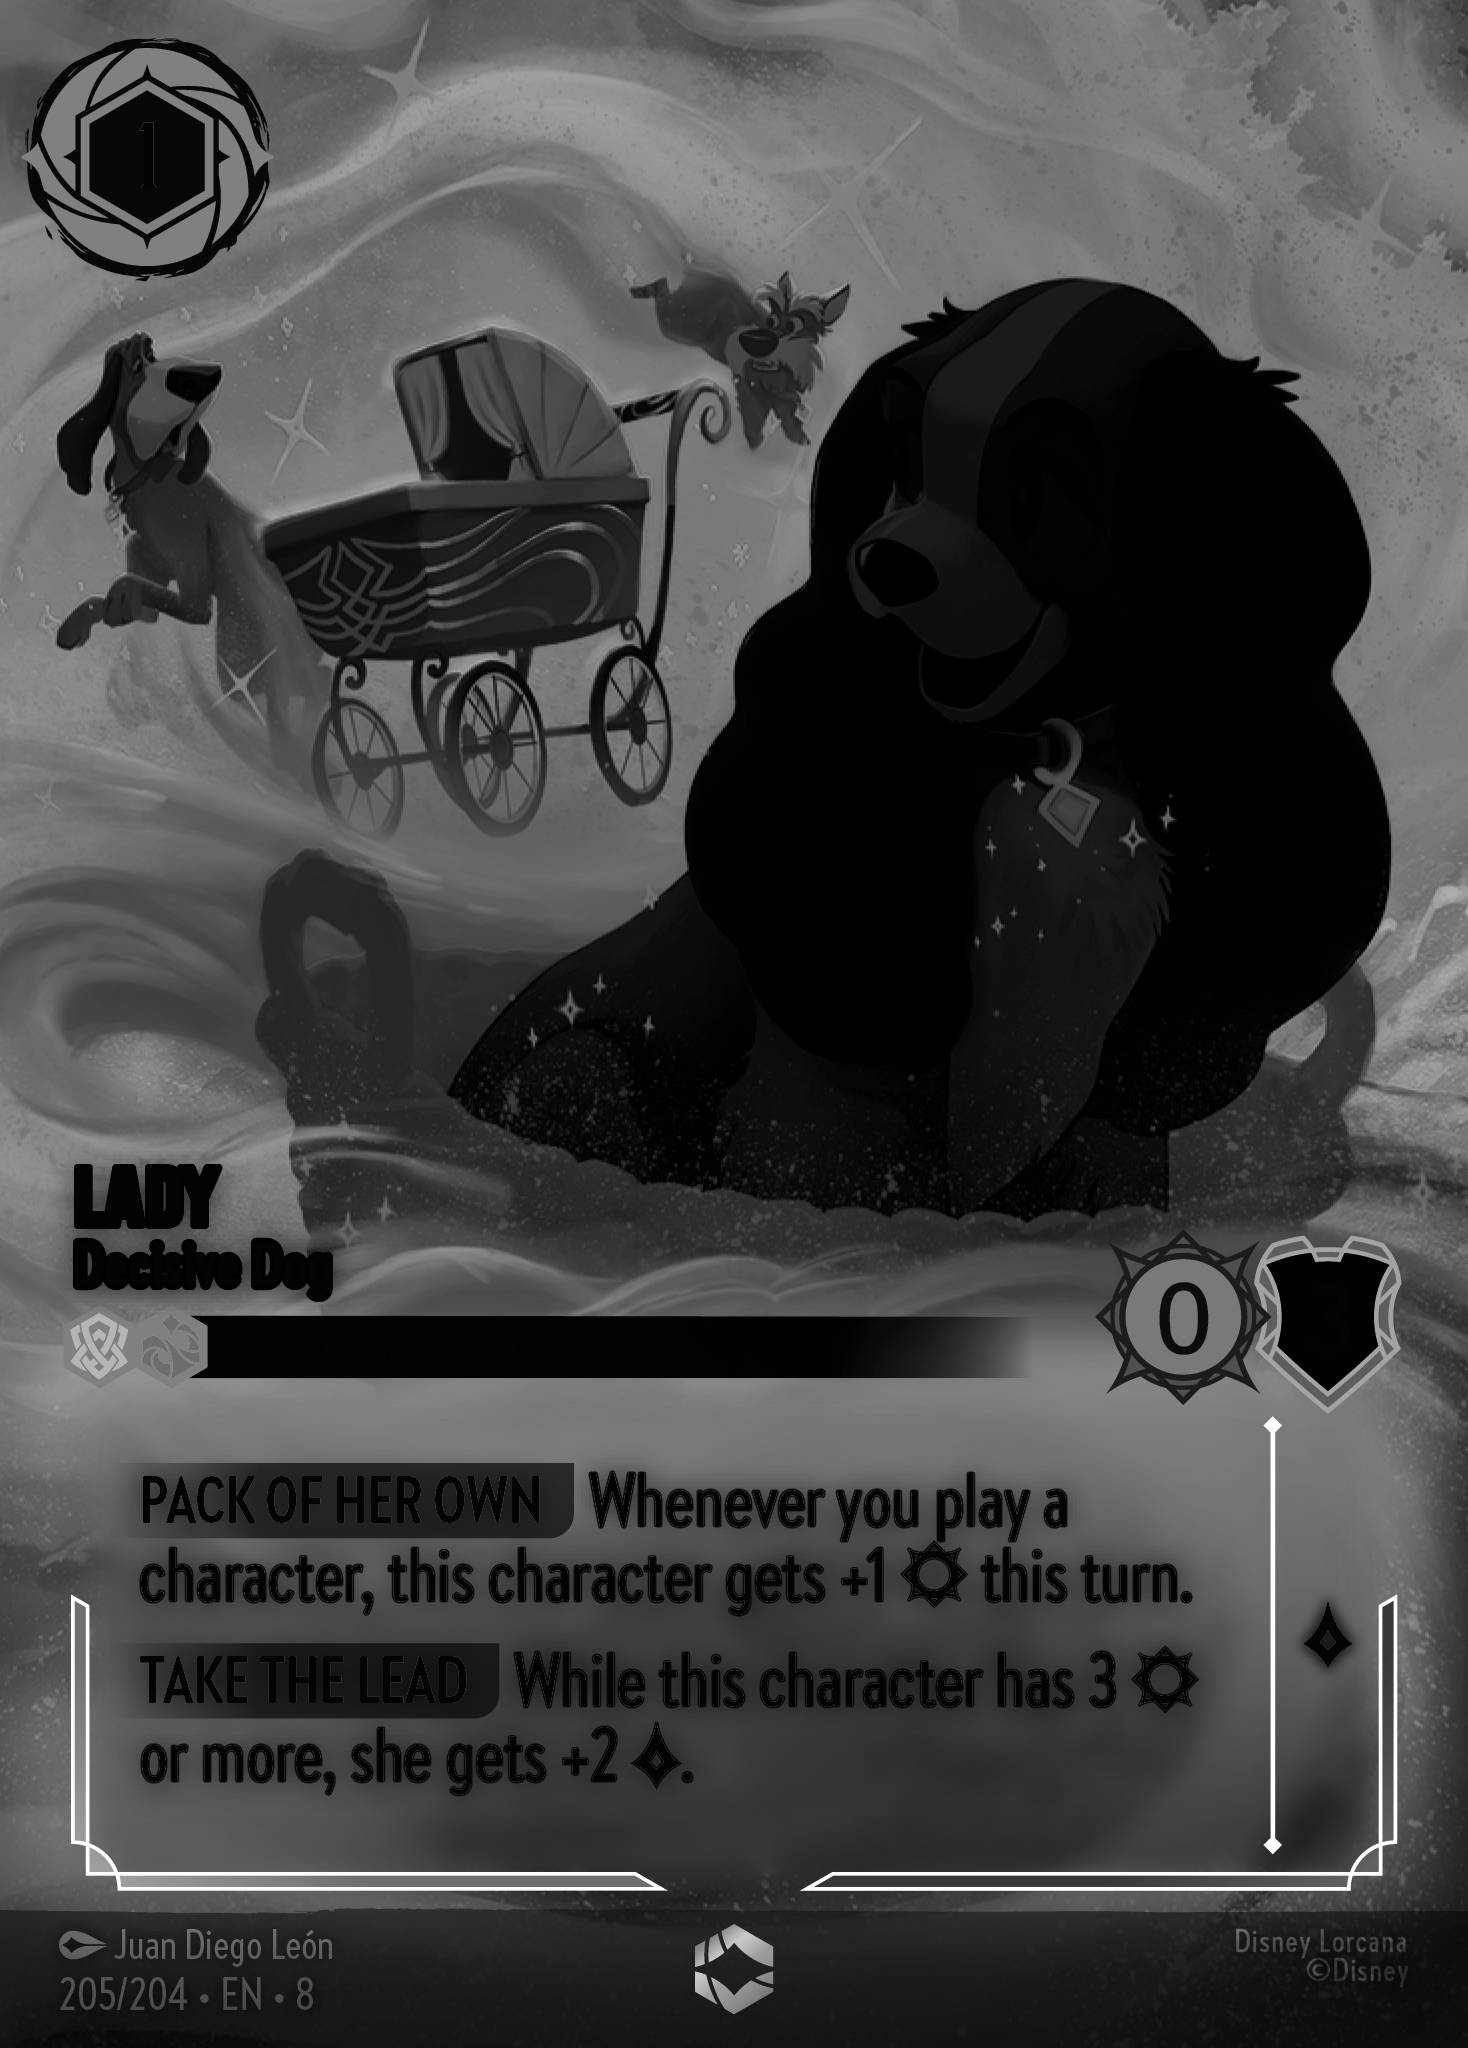 1
LADY
Decisive Dog
0
3
PACK OF HER OWN Whenever you play a
character, this character gets +1 this turn.
TAKE THE LEAD While this character has 3
or more, she gets +2 .
Juan Diego León
205/204 • EN • 8
Disney Lorcana
©Disney